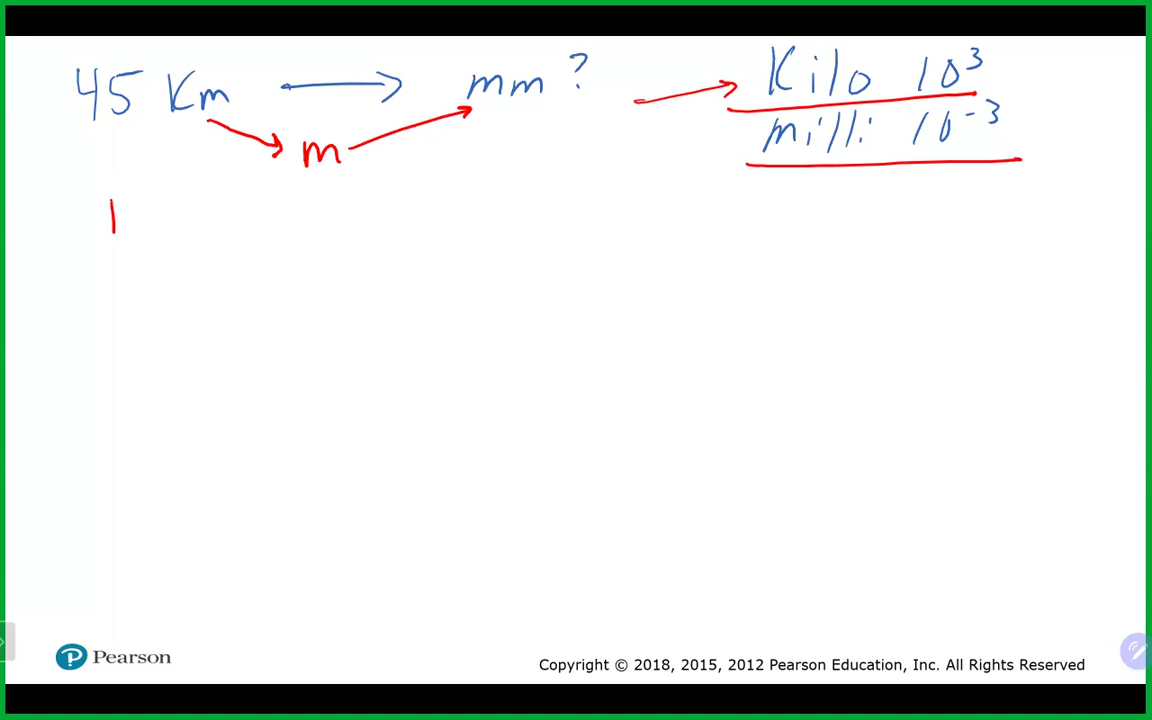 45 Km → mm ? → Kilo 10³
m milli 10⁻³
1
Pearson
Copyright © 2018, 2015, 2012 Pearson Education, Inc. All Rights Reserved